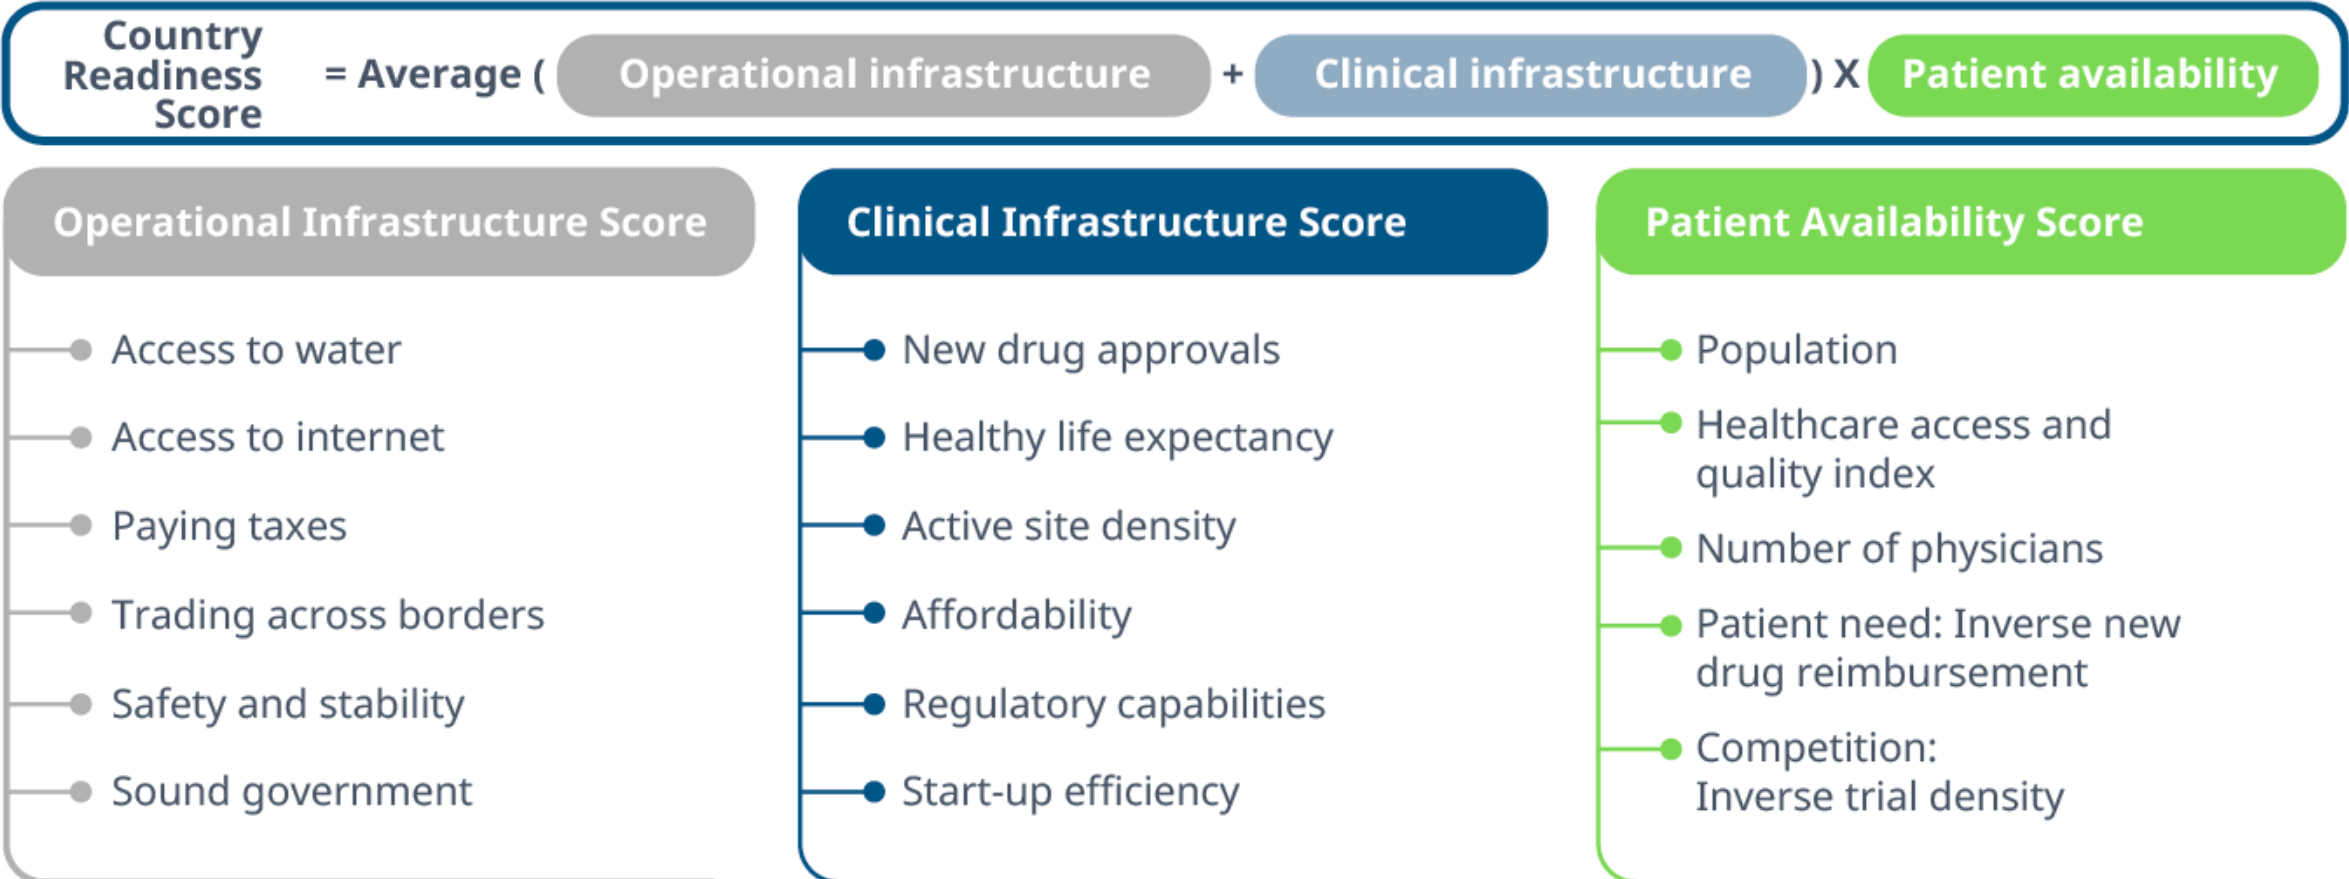 Country
Readiness
Score
= Average ( Operational infrastructure + Clinical infrastructure ) X Patient availability
Operational Infrastructure Score
Access to water
Access to internet
Paying taxes
Trading across borders
Safety and stability
Sound government
Clinical Infrastructure Score
New drug approvals
Healthy life expectancy
Active site density
Affordability
Regulatory capabilities
Start-up efficiency
Patient Availability Score
Population
Healthcare access and
quality index
Number of physicians
Patient need: Inverse new
drug reimbursement
Competition:
Inverse trial density